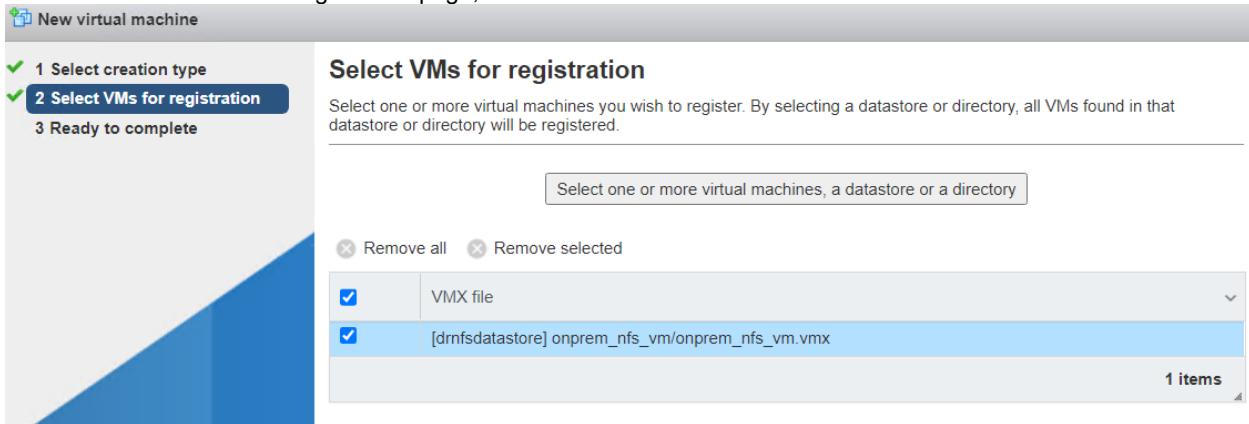 New virtual machine
1 Select creation type
2 Select VMs for registration
3 Ready to complete
Select VMs for registration
Select one or more virtual machines you wish to register. By selecting a datastore or directory, all VMs found in that
datastore or directory will be registered.
Select one or more virtual machines, a datastore or a directory
Remove all Remove selected
VMX file
[drnfsdatastore] onprem_nfs_vm/onprem_nfs_vm.vmx
1 items